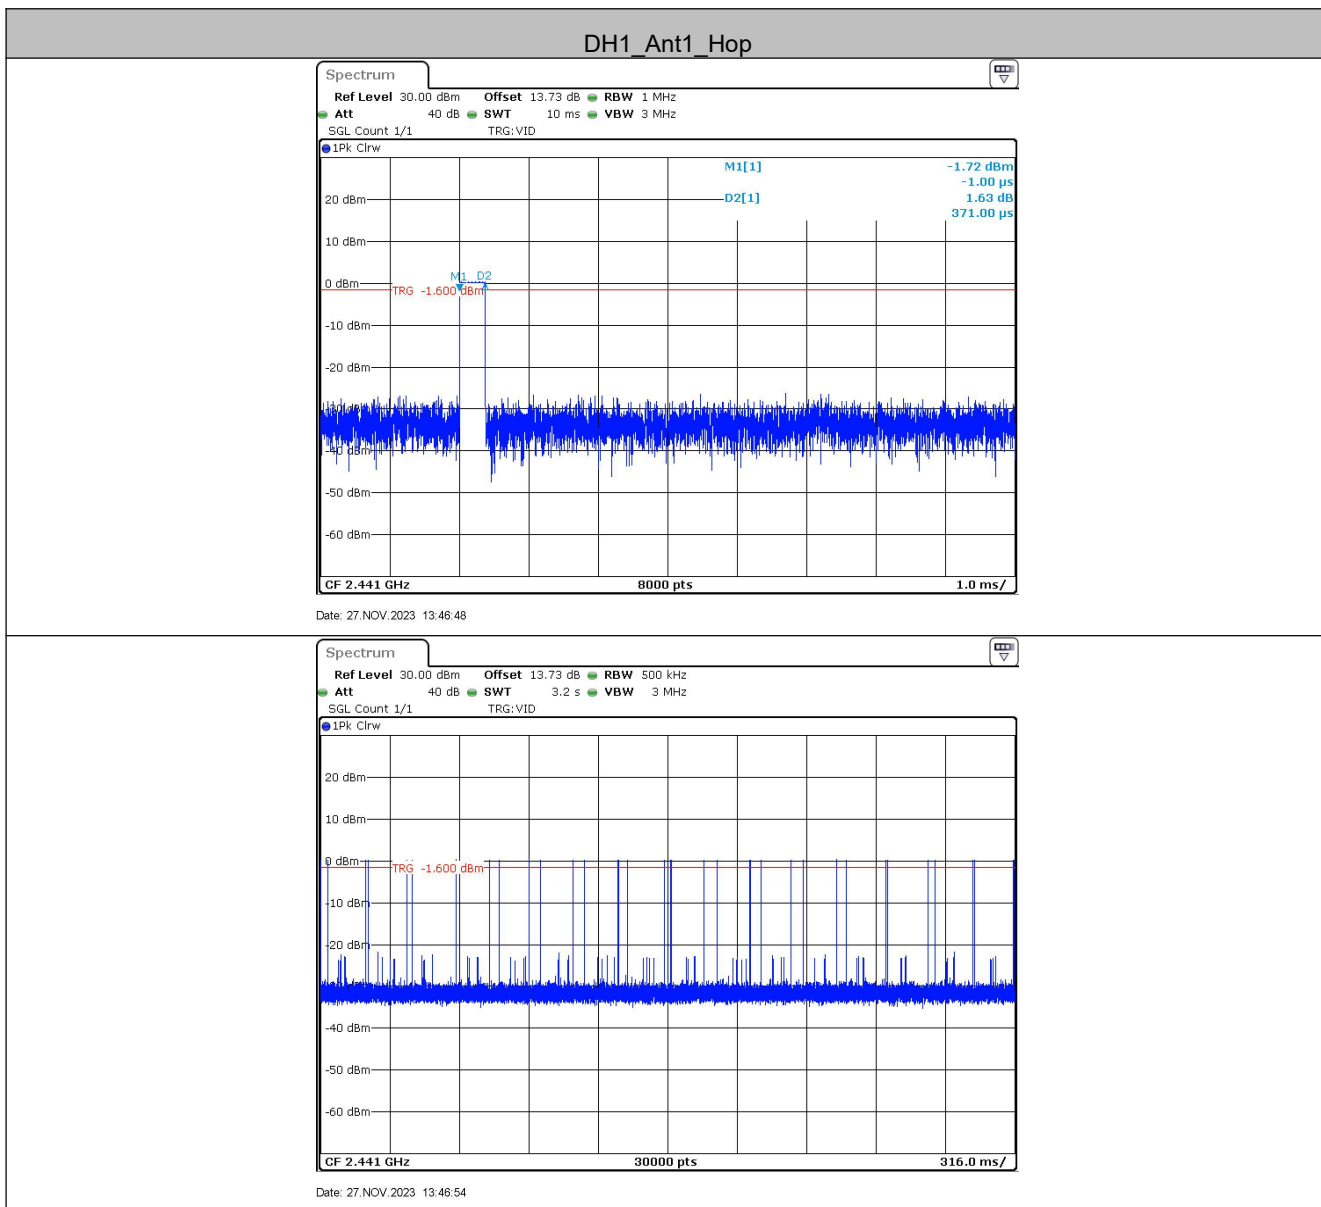 DH1_Ant1_Hop
Spectrum
Ref Level 30.00 dBm Offset 13.73 dB RBW 1 MHz
Att 40 dB SWT 10 ms VBW 3 MHz
SGL Count 1/1 TRG:VID
1Pk Clrw
M1[1] -1.72 dBm
-1.00 µs
D2[1] 1.63 dB
371.00 µs
20 dBm
10 dBm
M1 D2
0 dBm
TRG -1.600 dBm
-10 dBm
-20 dBm
-40 dBm
-50 dBm
-60 dBm
CF 2.441 GHz 8000 pts 1.0 ms/
Date: 27.NOV.2023 13:46:48
Spectrum
Ref Level 30.00 dBm Offset 13.73 dB RBW 500 kHz
Att 40 dB SWT 3.2 s VBW 3 MHz
SGL Count 1/1 TRG:VID
1Pk Clrw
20 dBm
10 dBm
0 dBm
TRG -1.600 dBm
-10 dBm
-20 dBm
-40 dBm
-50 dBm
-60 dBm
CF 2.441 GHz 30000 pts 316.0 ms/
Date: 27.NOV.2023 13:46:54